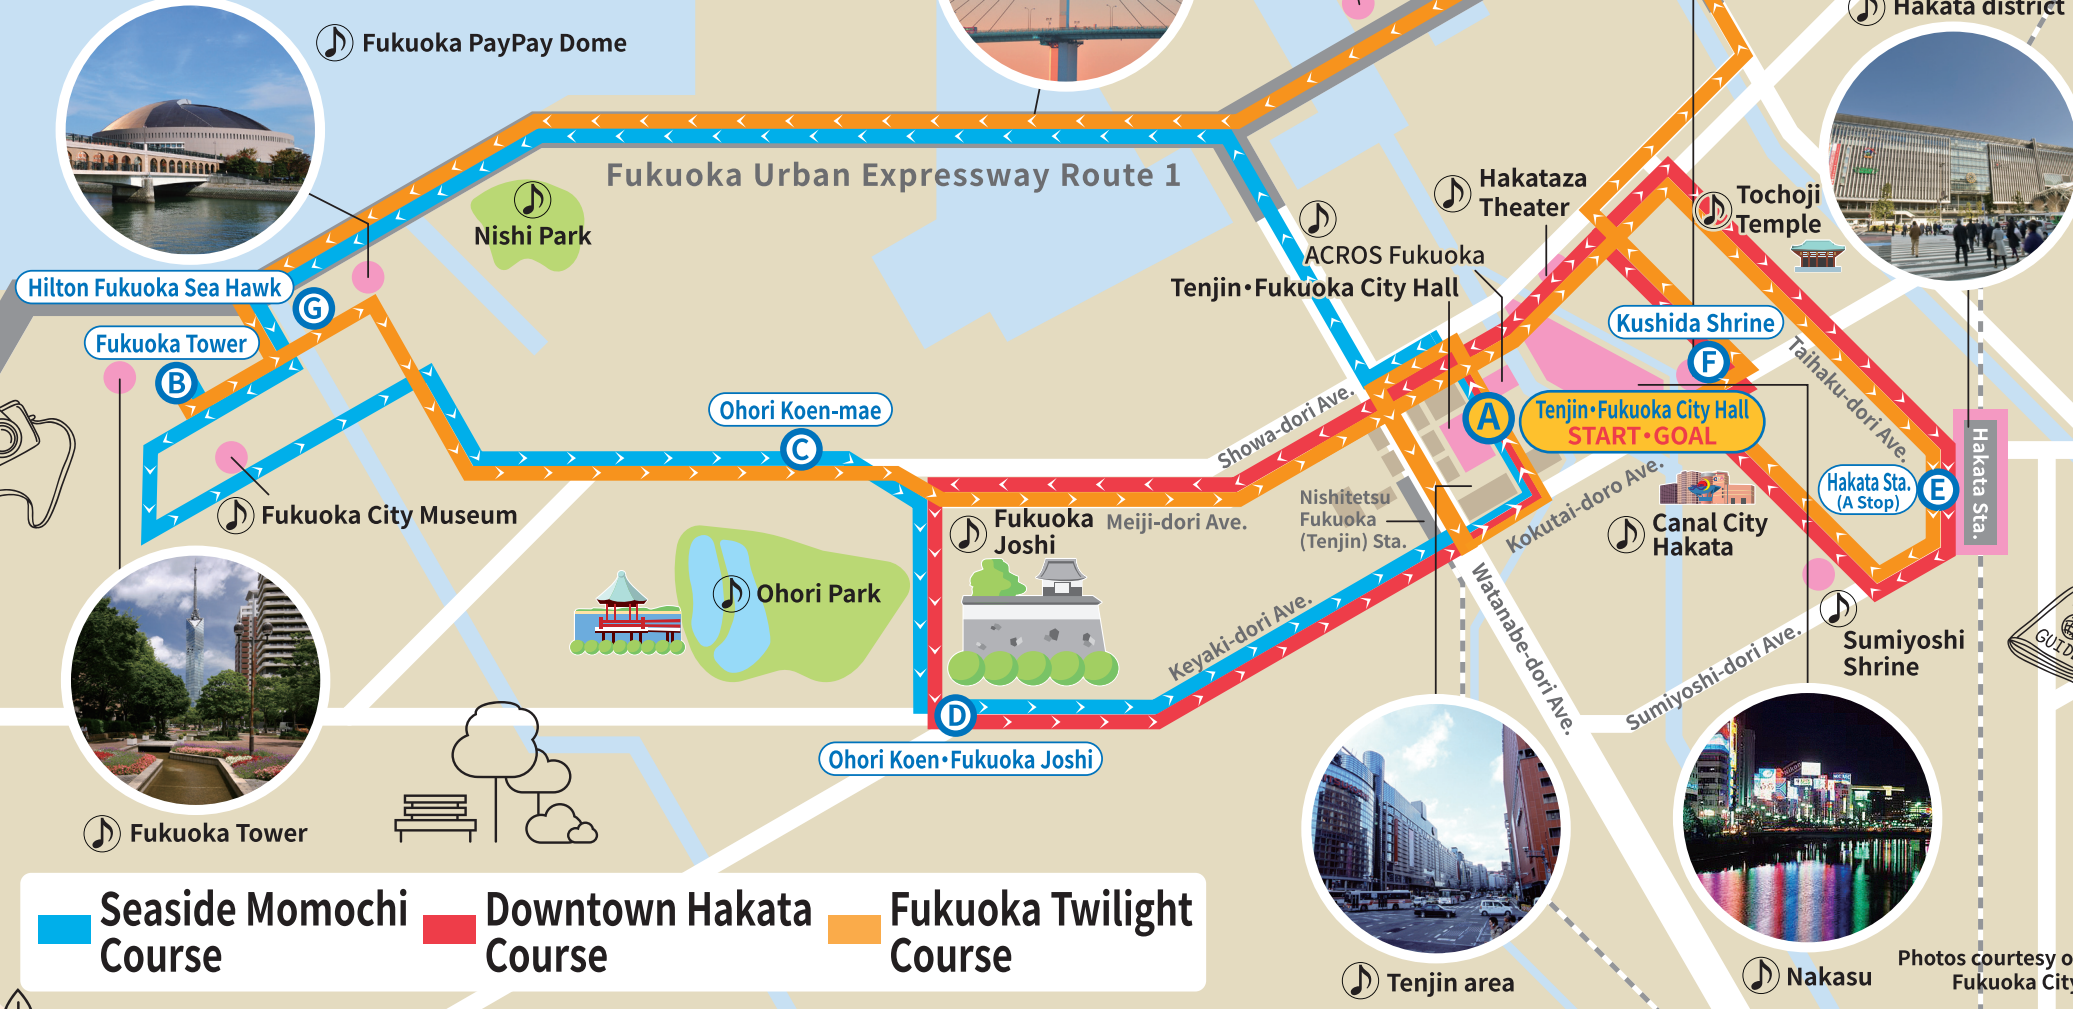 Fukuoka PayPay Dome
Hakata district
Fukuoka Urban Expressway Route 1
Nishi Park
Hakataza
Theater
Tochoji
Temple
ACROS Fukuoka
Tenjin・Fukuoka City Hall
Hilton Fukuoka Sea Hawk
G
Fukuoka Tower
B
Kushida Shrine
F
Taihaku-dori Ave.
Ohori Koen-mae
C
Showa-dori Ave.
A
Tenjin・Fukuoka City Hall
START・GOAL
Hakata Sta.
(A Stop)
E
Hakata Sta.
Fukuoka City Museum
Fukuoka
Joshi
Meiji-dori Ave.
Nishitetsu
Fukuoka
(Tenjin) Sta.
Kokutai-doro Ave.
Canal City
Hakata
Ohori Park
Keyaki-dori Ave.
Watanabe-dori Ave.
Sumiyoshi-dori Ave.
Sumiyoshi
Shrine
D
Ohori Koen・Fukuoka Joshi
Fukuoka Tower
Seaside Momochi
Course
Downtown Hakata
Course
Fukuoka Twilight
Course
Tenjin area
Nakasu
Photos courtesy o
Fukuoka City